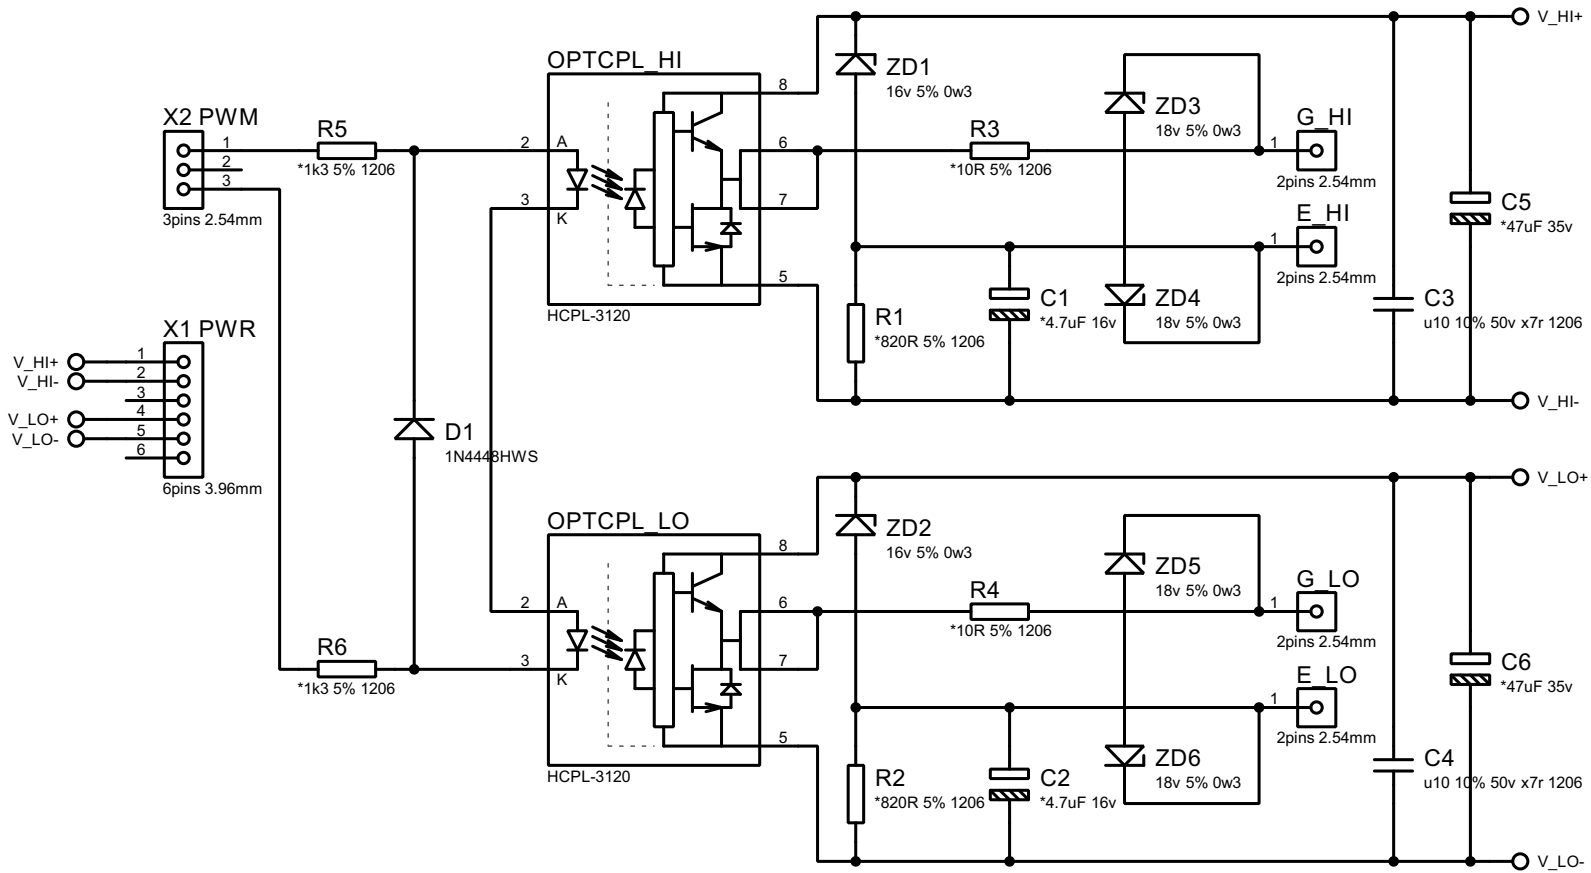 X2 PWM
1
2
3
3pins 2.54mm
R5
*1k3 5% 1206
X1 PWR
V_HI+
V_HI-
V_LO+
V_LO-
1
2
3
4
5
6
6pins 3.96mm
D1
1N4448HWS
R6
*1k3 5% 1206
OPTCPL_HI
2
A
3
K
8
6
7
5
HCPL-3120
ZD1
16v 5% 0w3
R3
*10R 5% 1206
ZD3
18v 5% 0w3
G_HI
1
2pins 2.54mm
E_HI
1
2pins 2.54mm
R1
*820R 5% 1206
C1
*4.7uF 16v
ZD4
18v 5% 0w3
C3
u10 10% 50v x7r 1206
C5
*47uF 35v
V_HI+
V_HI-
OPTCPL_LO
2
A
3
K
8
6
7
5
HCPL-3120
ZD2
16v 5% 0w3
R4
*10R 5% 1206
ZD5
18v 5% 0w3
G_LO
1
2pins 2.54mm
E_LO
1
2pins 2.54mm
R2
*820R 5% 1206
C2
*4.7uF 16v
ZD6
18v 5% 0w3
C4
u10 10% 50v x7r 1206
C6
*47uF 35v
V_LO+
V_LO-